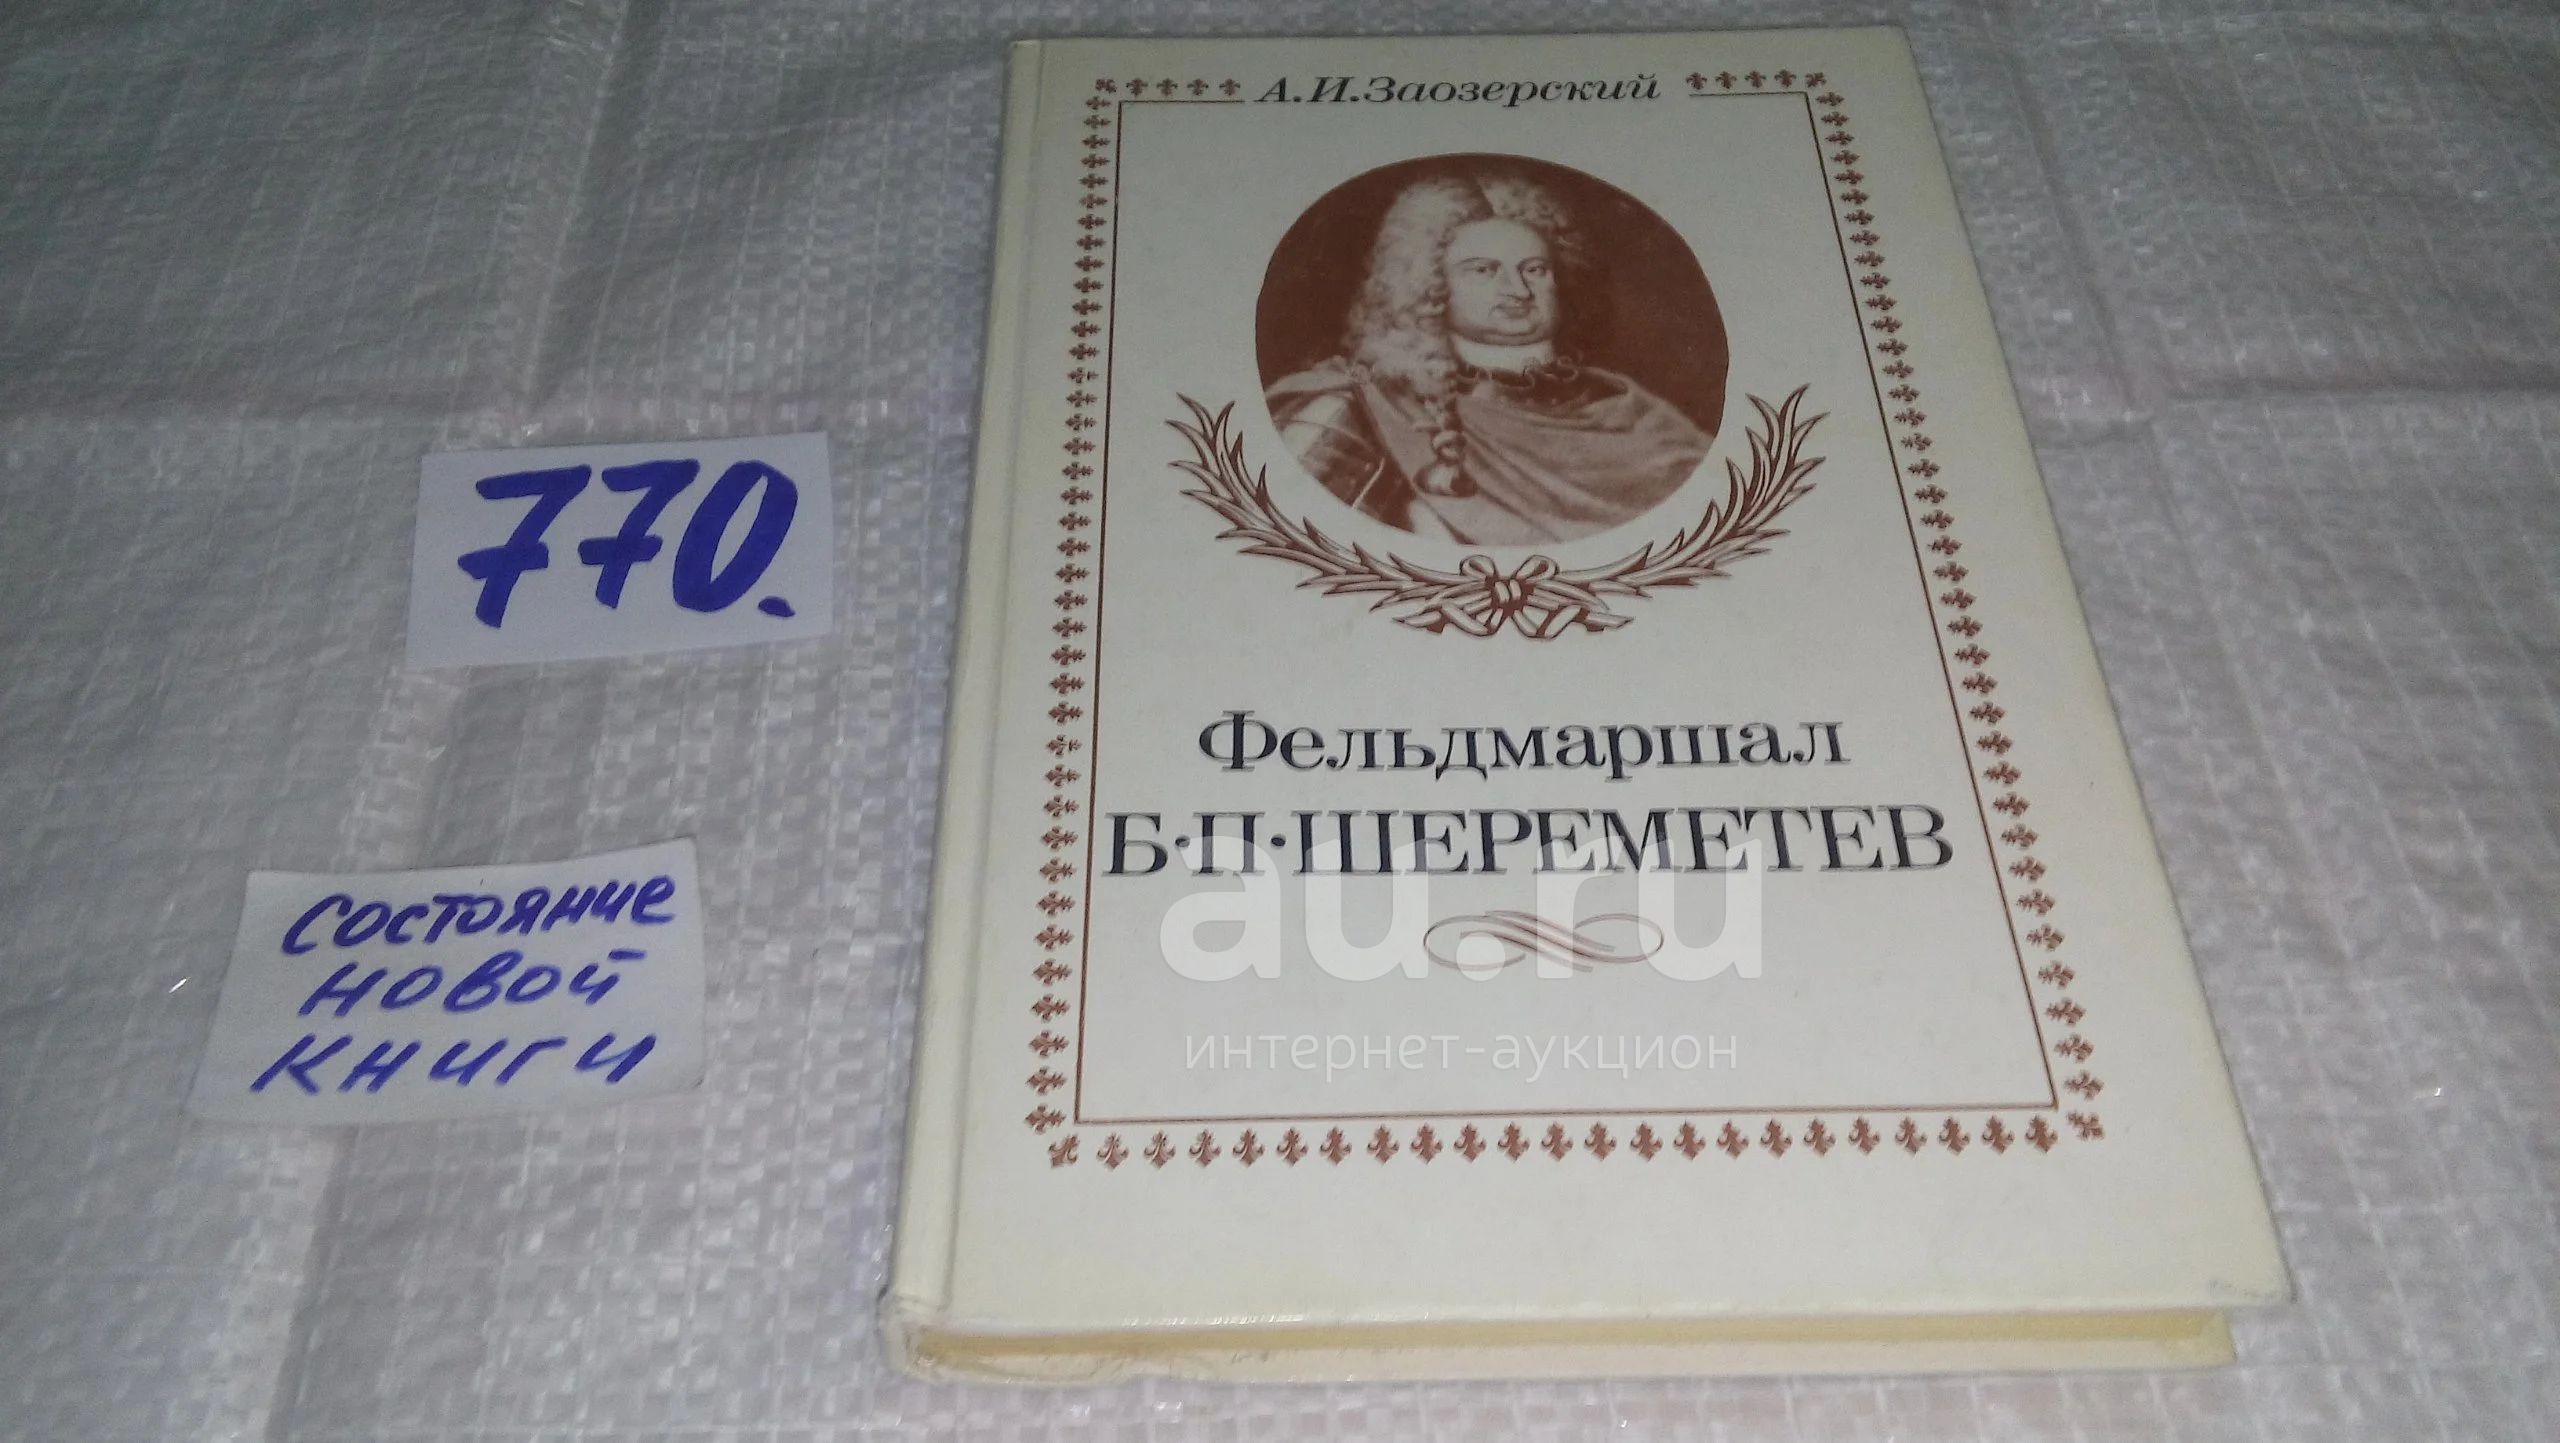 А.И.Заозерский
770.
состояние
новой
книги
Фельдмаршал
Б·П·ШЕРЕМЕТЕВ
au.ru
интернет-аукцион